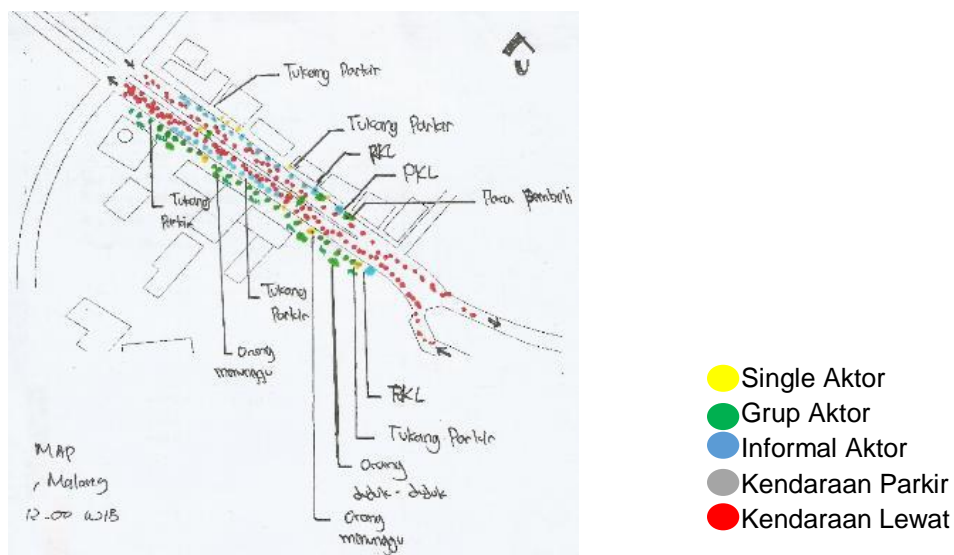 Tukang Parkir
Tukang Parkir
PKL
PKL
Para Pembeli
Tukang
Parkir
Tukang
Parkir
Orang
menunggu
PKL
Tukang Parkir
Orang
duduk - duduk
Orang
menunggu
MAP
, Malang
12-00 WIB
U
Single Aktor
Grup Aktor
Informal Aktor
Kendaraan Parkir
Kendaraan Lewat